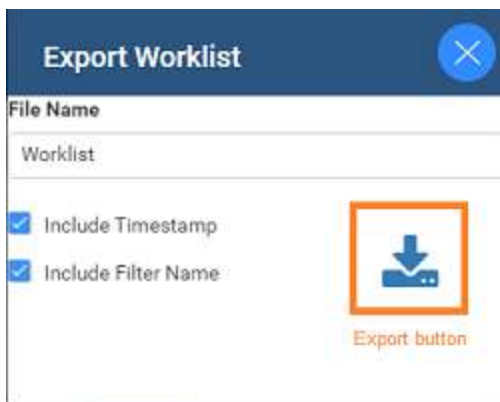 Export Worklist
File Name
Worklist
Include Timestamp
Include Filter Name
Export button